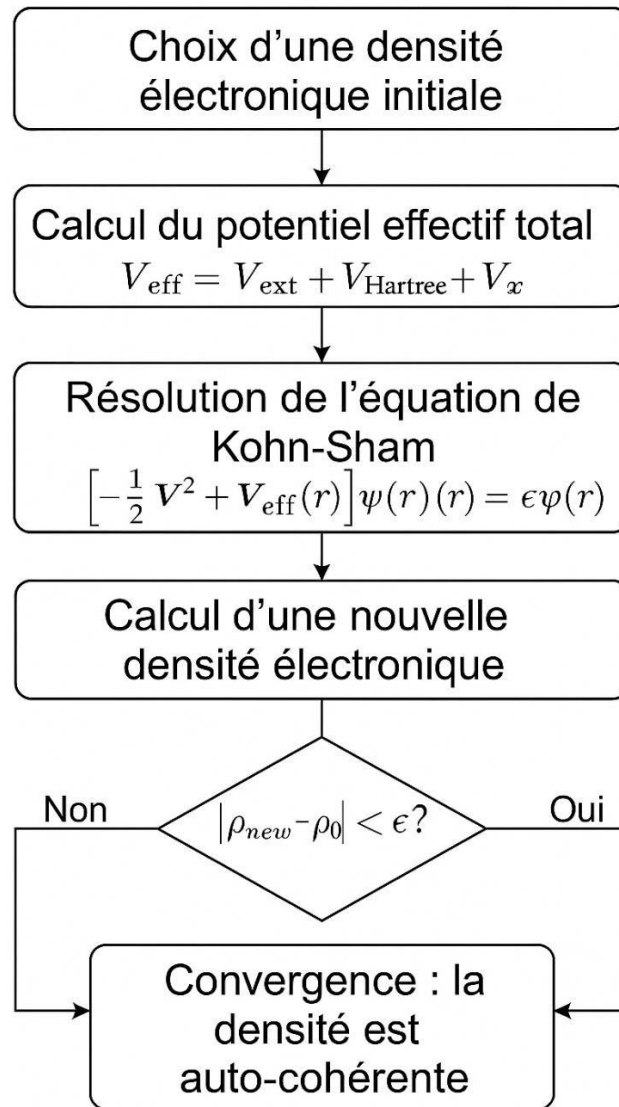 Choix d’une densité
électronique initiale
Calcul du potentiel effectif total
V_eff = V_ext + V_Hartree + V_x
Résolution de l’équation de
Kohn-Sham
[-1/2 V² + V_eff(r)]ψ(r)(r) = ϵφ(r)
Calcul d’une nouvelle
densité électronique
Non
|ρ_new - ρ_0| < ϵ?
Oui
Convergence : la
densité est
auto-cohérente